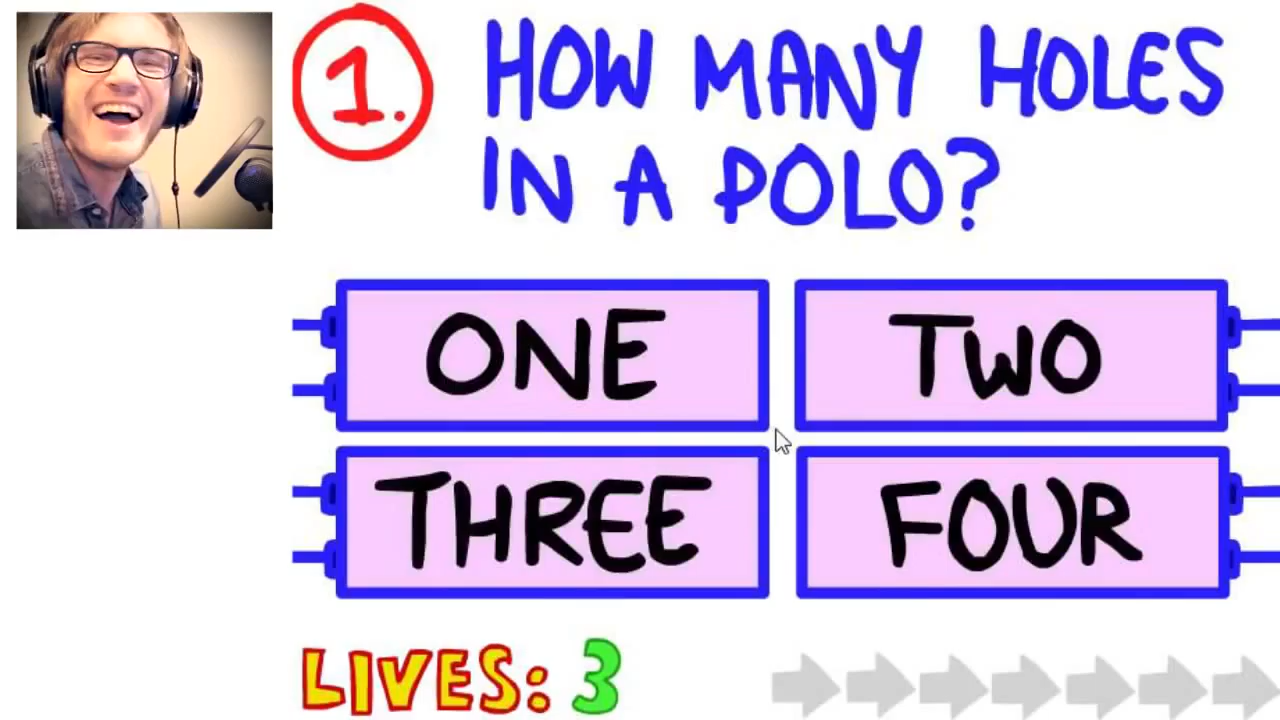 1.
HOW MANY HOLES
IN A POLO?
ONE
TWO
THREE
FOUR
LIVES: 3